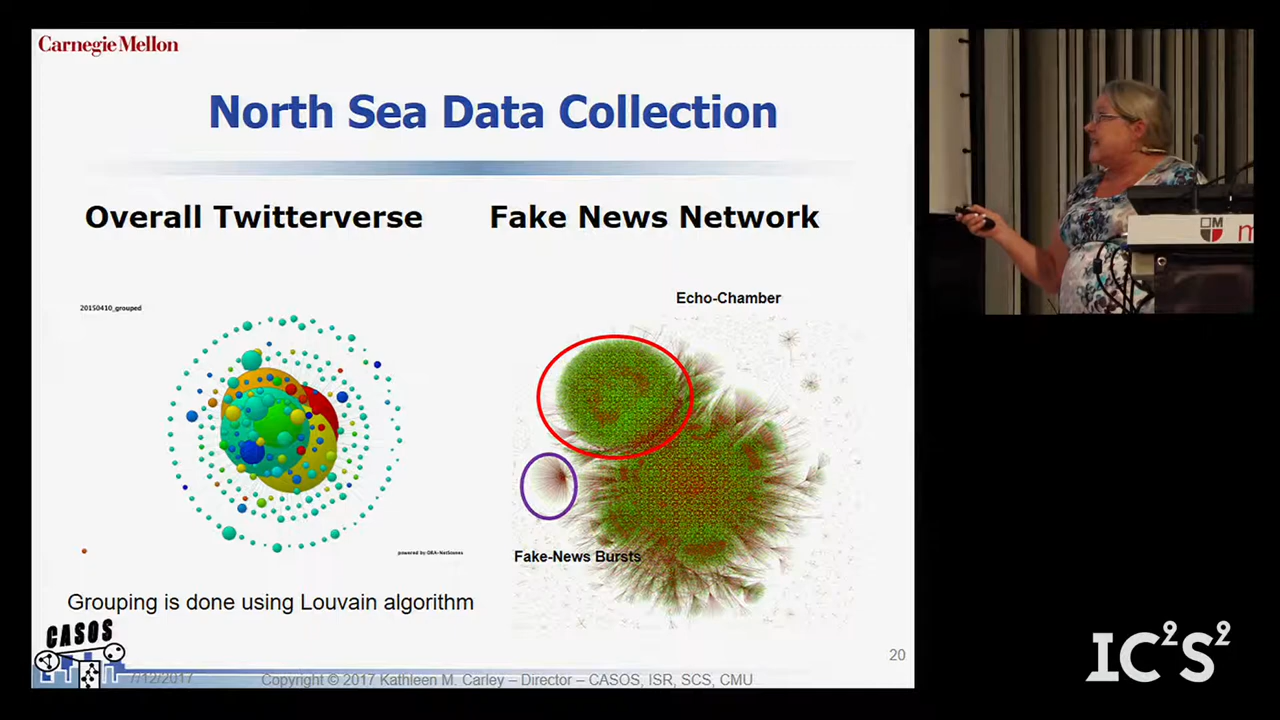 Carnegie Mellon
North Sea Data Collection
Overall Twitterverse
Fake News Network
Echo-Chamber
20150410_grouped
powered by ORA-NetScenes
Fake-News Bursts
Grouping is done using Louvain algorithm
CASOS
20
7/12/2017
Copyright © 2017 Kathleen M. Carley – Director – CASOS, ISR, SCS, CMU
M
m
IC²S²